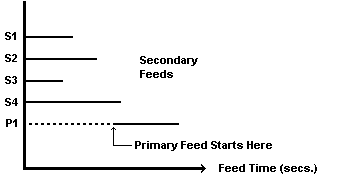 S1
S2
Secondary
Feeds
S3
S4
P1
Primary Feed Starts Here
Feed Time (secs.)